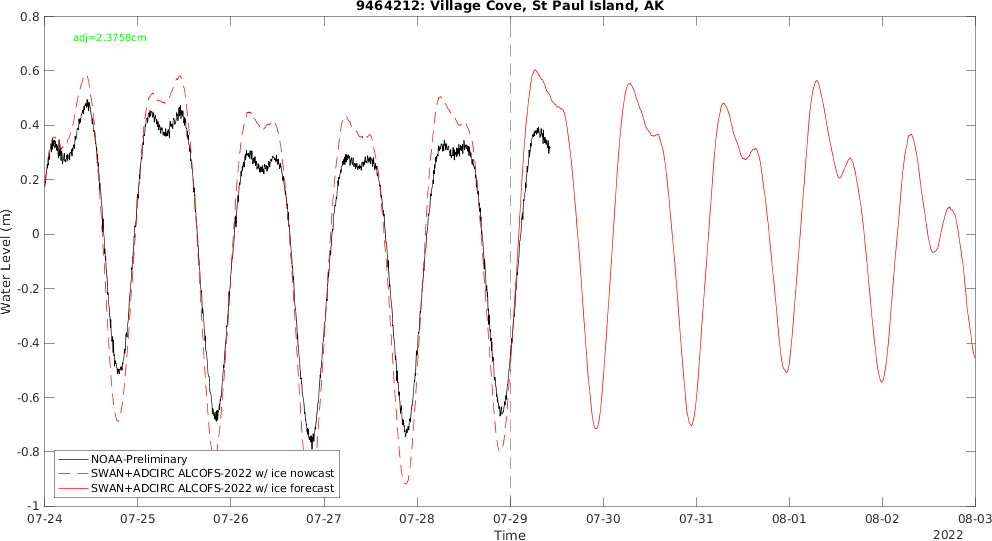 9464212: Village Cove, St Paul Island, AK
adj=2.3758cm
Water Level (m)
0.8
0.6
0.4
0.2
0
-0.2
-0.4
-0.6
-0.8
-1
NOAA-Preliminary
SWAN+ADCIRC ALCOFS-2022 w/ ice nowcast
SWAN+ADCIRC ALCOFS-2022 w/ ice forecast
07-24 07-25 07-26 07-27 07-28 07-29 07-30 07-31 08-01 08-02 08-03
Time
2022